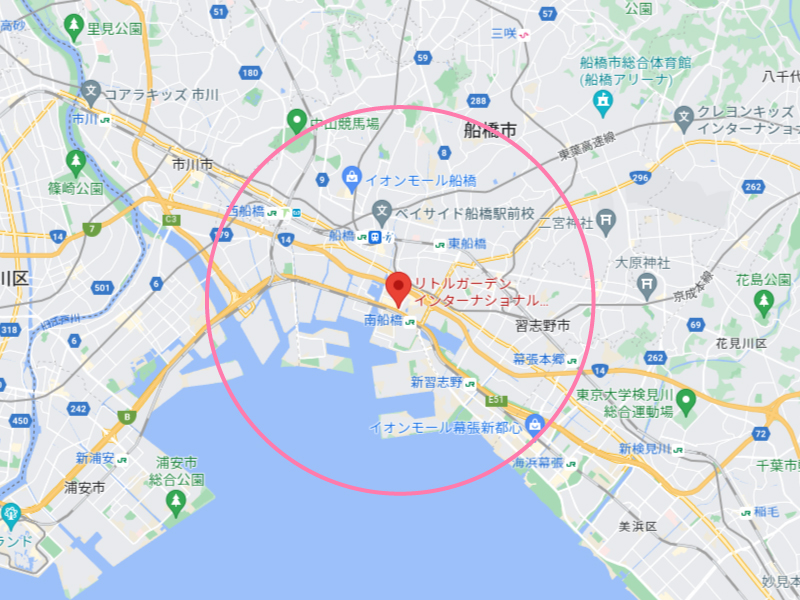 51
57
公園
高砂
里見公園
三咲
59
船橋市総合体育館
(船橋アリーナ)
180
八千代
コアラキッズ 市川
288
クレヨンキッズ
インターナショ
市川
中山競馬場
船橋市
東葉高速線
8
市川市
篠崎公園
9
イオンモール船橋
296
262
西船橋
C3
ベイサイド船橋駅前校
二宮神社
14
7
179
14
船橋
東船橋
大原神社
川区
501
6
リトルガーデン
インターナショナル...
京成本線
花島公園
318
南船橋
習志野市
69
6
花見川区
幕張本郷
262
14
新習志野
242
B
E51
東京大学検見川
総合運動場
450
イオンモール幕張新都心
72
新浦安
浦安市
総合公園
海浜幕張
新検見川
千葉市
浦安市
稲毛
美浜区
ランド
妙見本